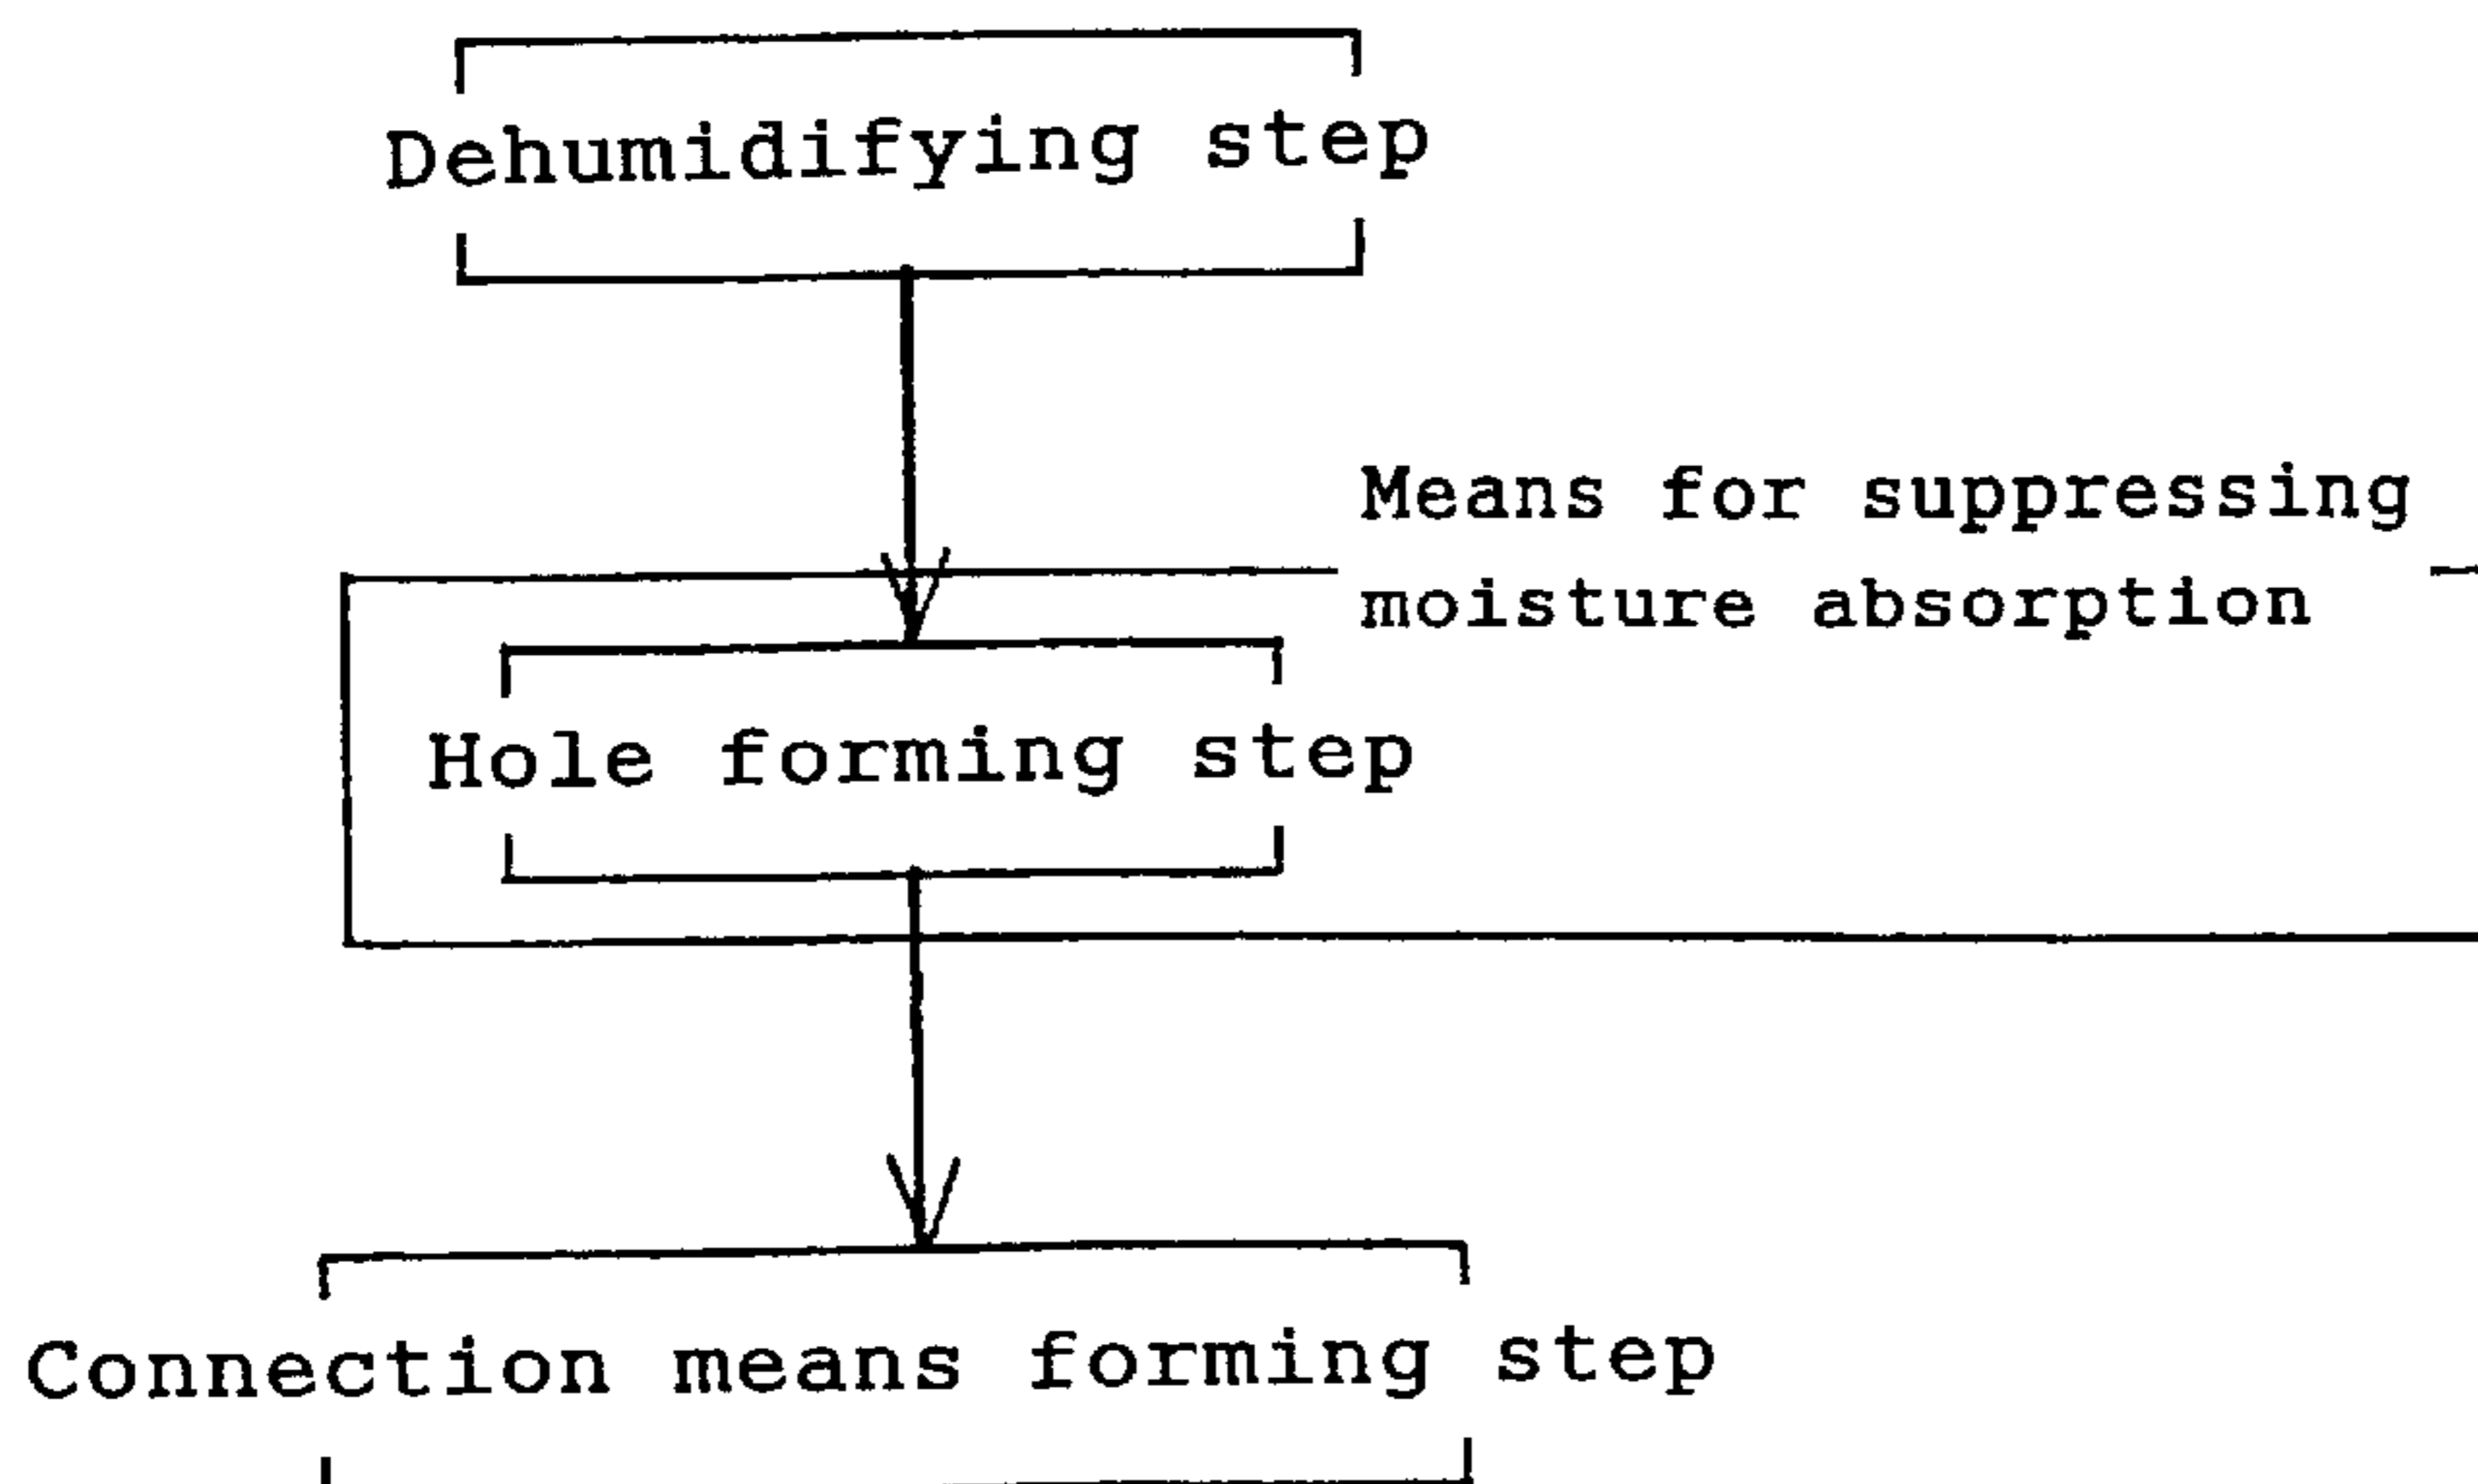 Dehumidifying step
Means for suppressing
moisture absorption
Hole forming step
Connection means forming step